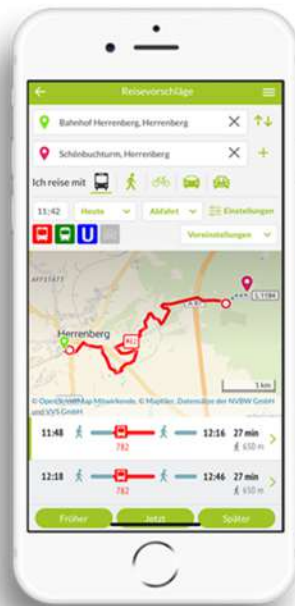 Reisevorschläge
Bahnhof Herrenberg, Herrenberg
Schönbuchturm, Herrenberg
Ich reise mit
11:42 Heute Abfahrt Einstellungen
U Voreinstellungen
Herrenberg
L 1184
1 km
© OpenStreetMap Mitwirkende, © Maptiler, Datensätze der NVBW GmbH
und VVS GmbH
11:48 12:16 27 min
782 650 m
12:18 12:46 27 min
782 650 m
Früher Jetzt Später